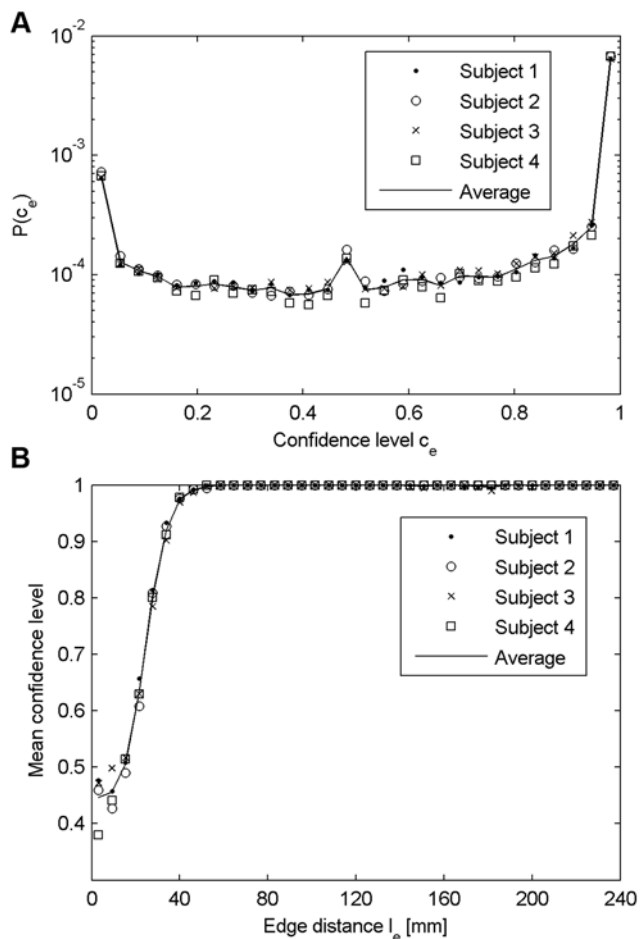 A
10^-2
10^-3
10^-4
10^-5
P(c_e)
Subject 1
Subject 2
Subject 3
Subject 4
Average
0 0.2 0.4 0.6 0.8 1
Confidence level c_e
B
1
0.9
0.8
0.7
0.6
0.5
0.4
Mean confidence level
Subject 1
Subject 2
Subject 3
Subject 4
Average
0 40 80 120 160 200 240
Edge distance l_e [mm]